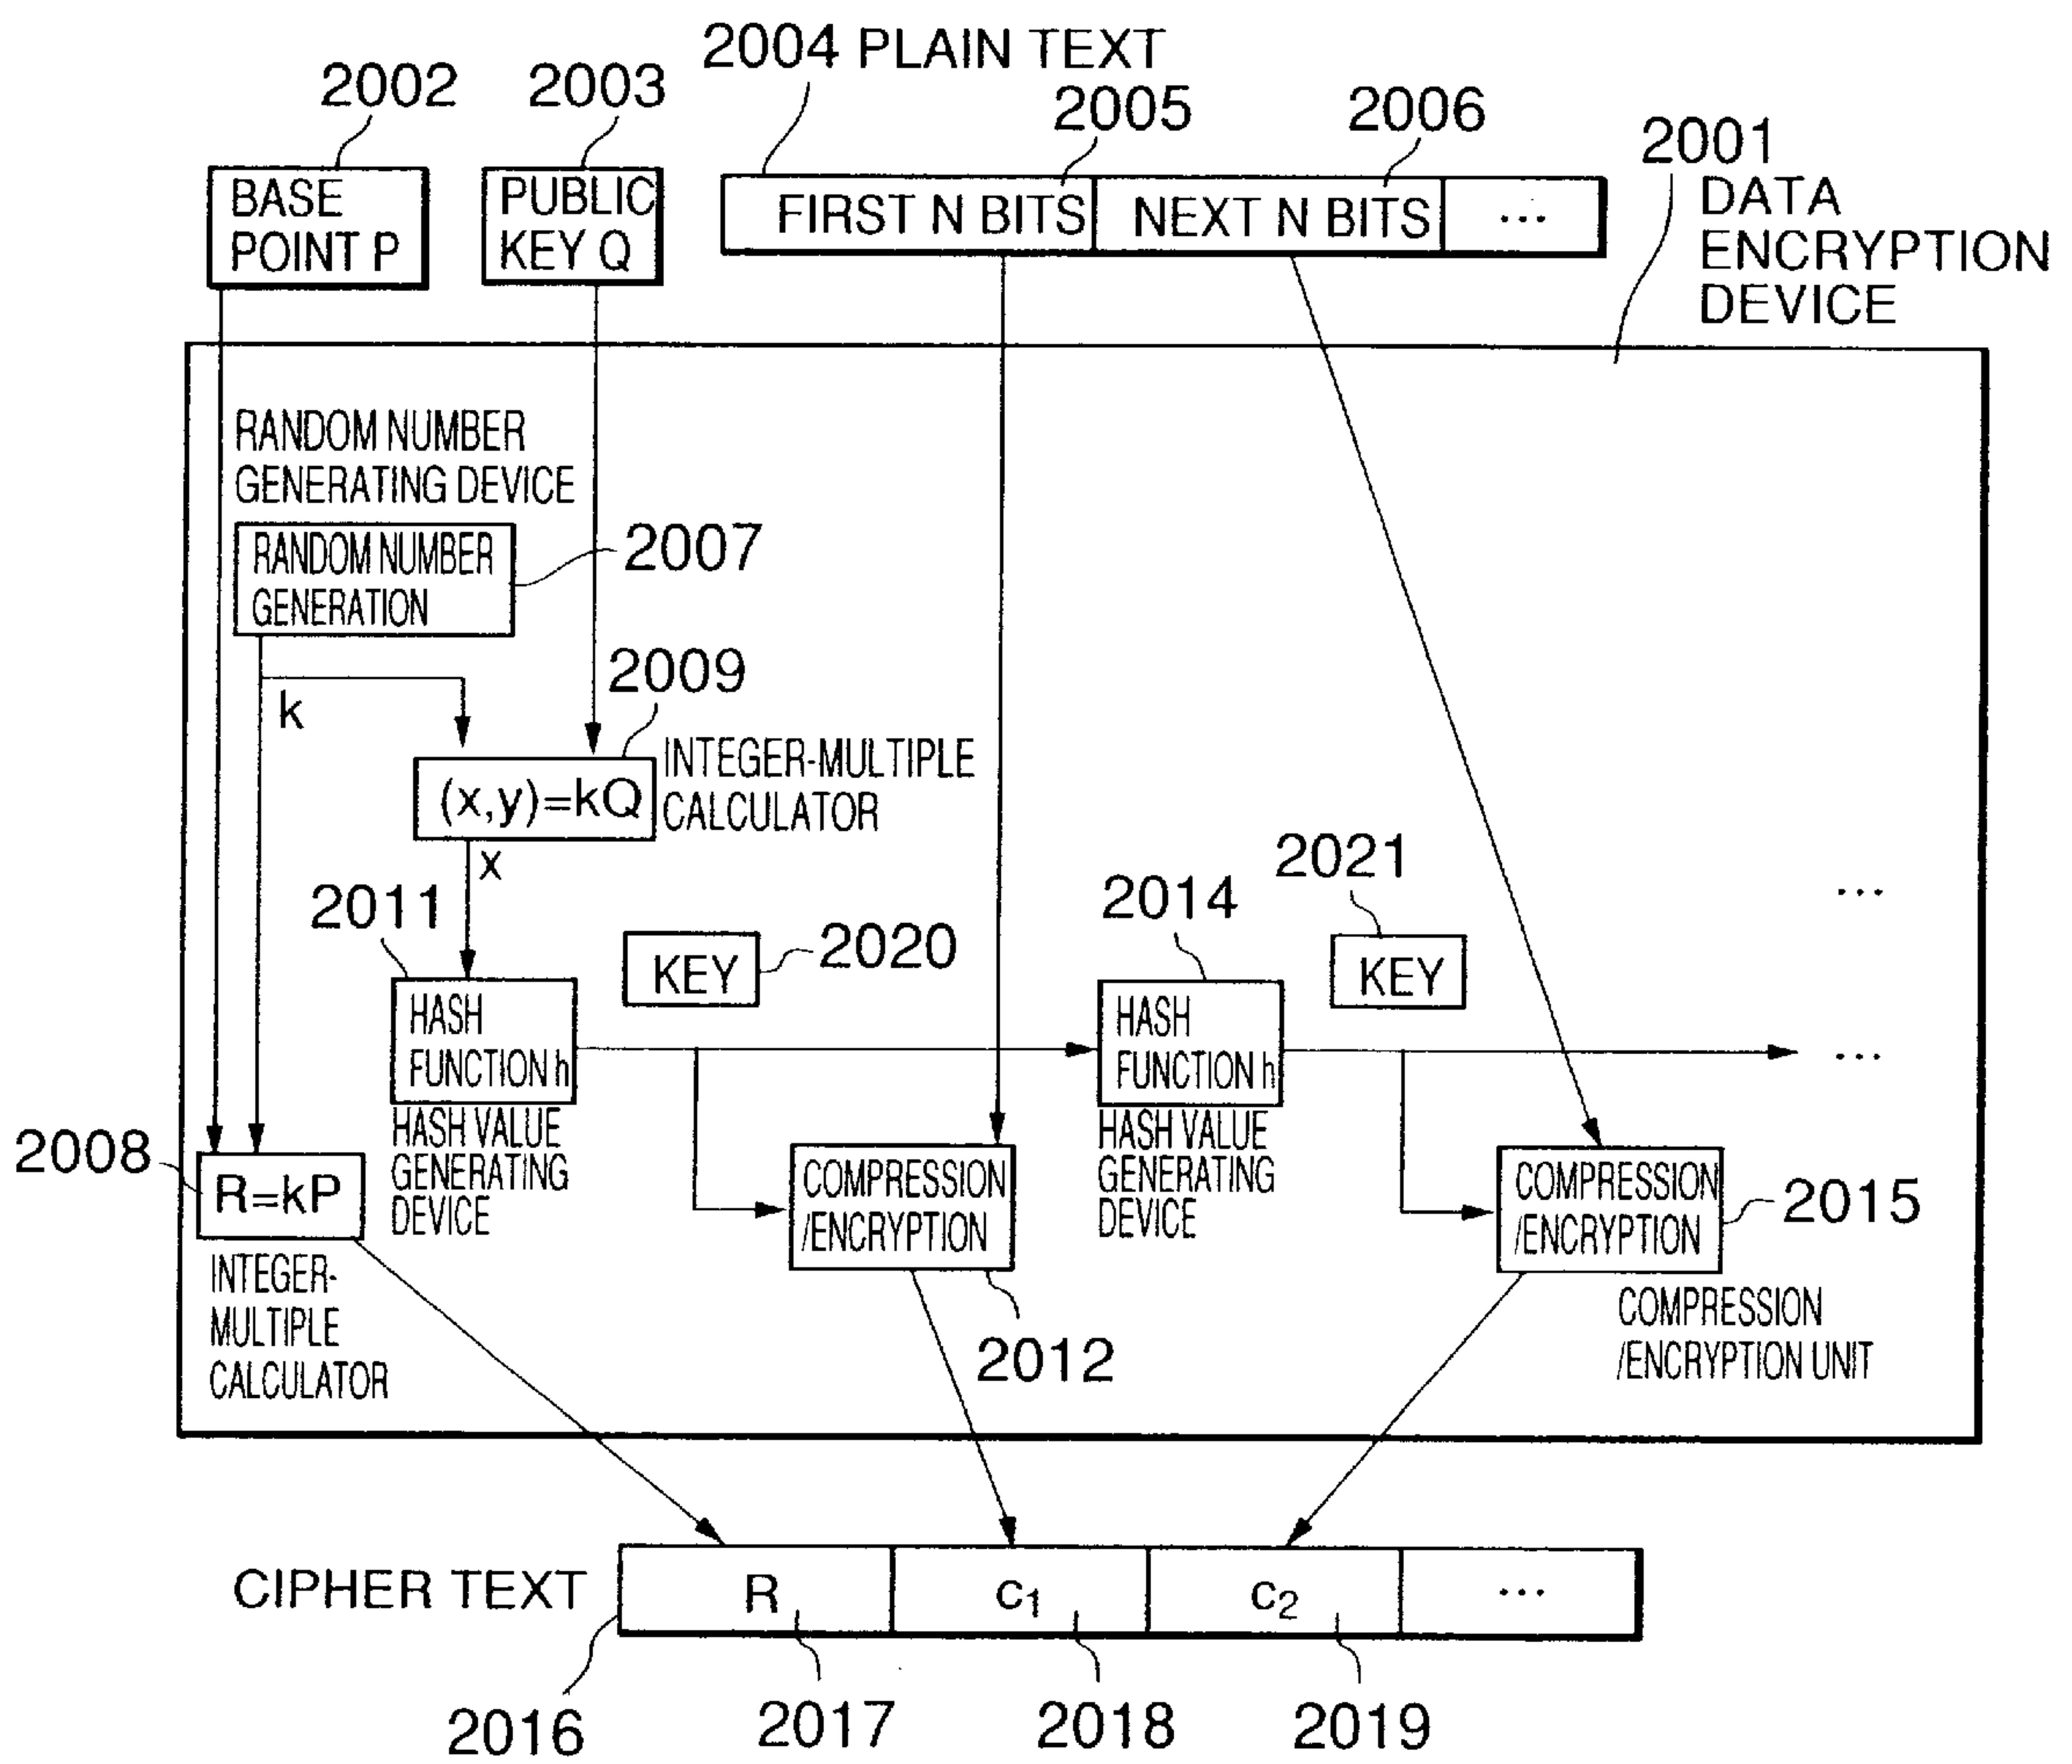 2004 PLAIN TEXT
2002
2003
2005
2006
2001
DATA
ENCRYPTION
DEVICE
BASE
POINT P
PUBLIC
KEY Q
FIRST N BITS
NEXT N BITS
...
RANDOM NUMBER
GENERATING DEVICE
RANDOM NUMBER
GENERATION
2007
k
2009
(x,y)=kQ
INTEGER-MULTIPLE
CALCULATOR
x
2011
HASH
FUNCTION h
HASH VALUE
GENERATING
DEVICE
KEY
2020
2014
HASH
FUNCTION h
HASH VALUE
GENERATING
DEVICE
2021
KEY
...
...
2008
R=kP
INTEGER-
MULTIPLE
CALCULATOR
COMPRESSION
/ENCRYPTION
2012
COMPRESSION
/ENCRYPTION
2015
COMPRESSION
/ENCRYPTION UNIT
CIPHER TEXT
R
c1
c2
...
2016
2017
2018
2019